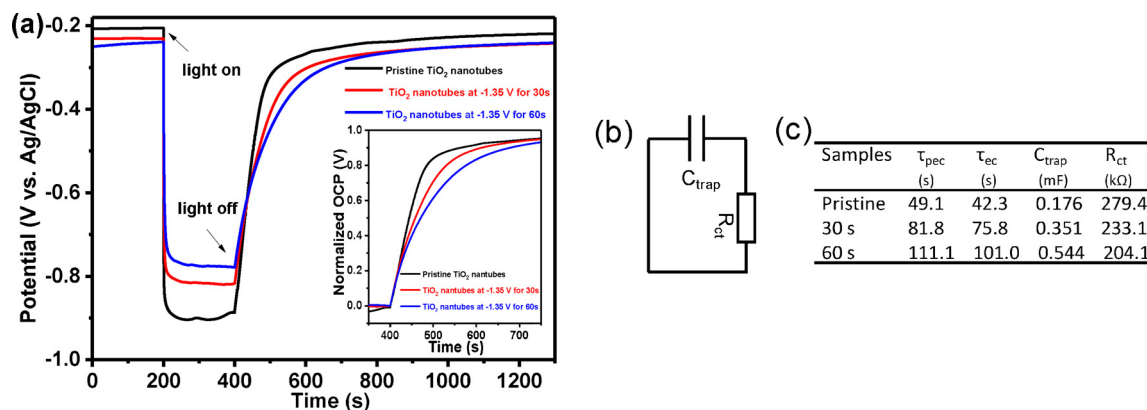 (a)
-0.2
-0.4
-0.6
-0.8
-1.0
Potential (V vs. Ag/AgCl)
light on
light off
Pristine TiO2 nanotubes
TiO2 nanotubes at -1.35 V for 30s
TiO2 nanotubes at -1.35 V for 60s
1.0
0.8
0.6
0.4
0.2
0.0
Normalized OCP (V)
Pristine TiO2 nantubes
TiO2 nantubes at -1.35 V for 30s
TiO2 nantubes at -1.35 V for 60s
400 500 600 700
Time (s)
0 200 400 600 800 1000 1200
Time (s)
(b)
Ctrap
Rct
(c)
Samples τpec τec Ctrap Rct
(s) (s) (mF) (kΩ)
Pristine 49.1 42.3 0.176 279.4
30 s 81.8 75.8 0.351 233.1
60 s 111.1 101.0 0.544 204.1